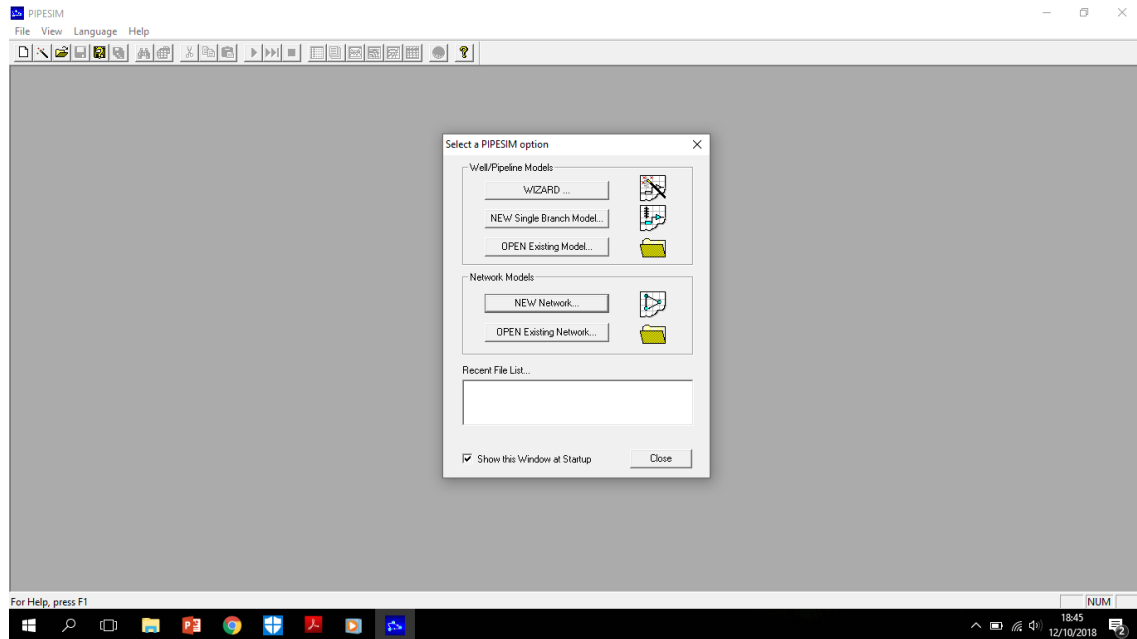 PIPESIM
File View Language Help
Select a PIPESIM option
Well/Pipeline Models
WIZARD ...
NEW Single Branch Model...
OPEN Existing Model...
Network Models
NEW Network...
OPEN Existing Network...
Recent File List...
Show this Window at Startup
Close
For Help, press F1
NUM
18:45
12/10/2018
2